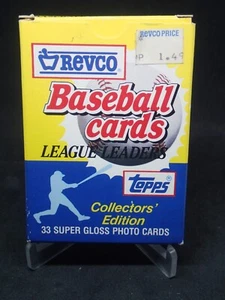 REVCO
REVCO PRICE
P 1.49
Baseball
cards
LEAGUE LEADERS
topps
Collectors'
Edition
33 SUPER GLOSS PHOTO CARDS